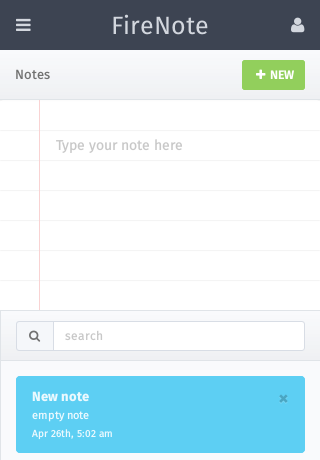 FireNote
Notes
NEW
Type your note here
search
New note
empty note
Apr 26th, 5:02 am